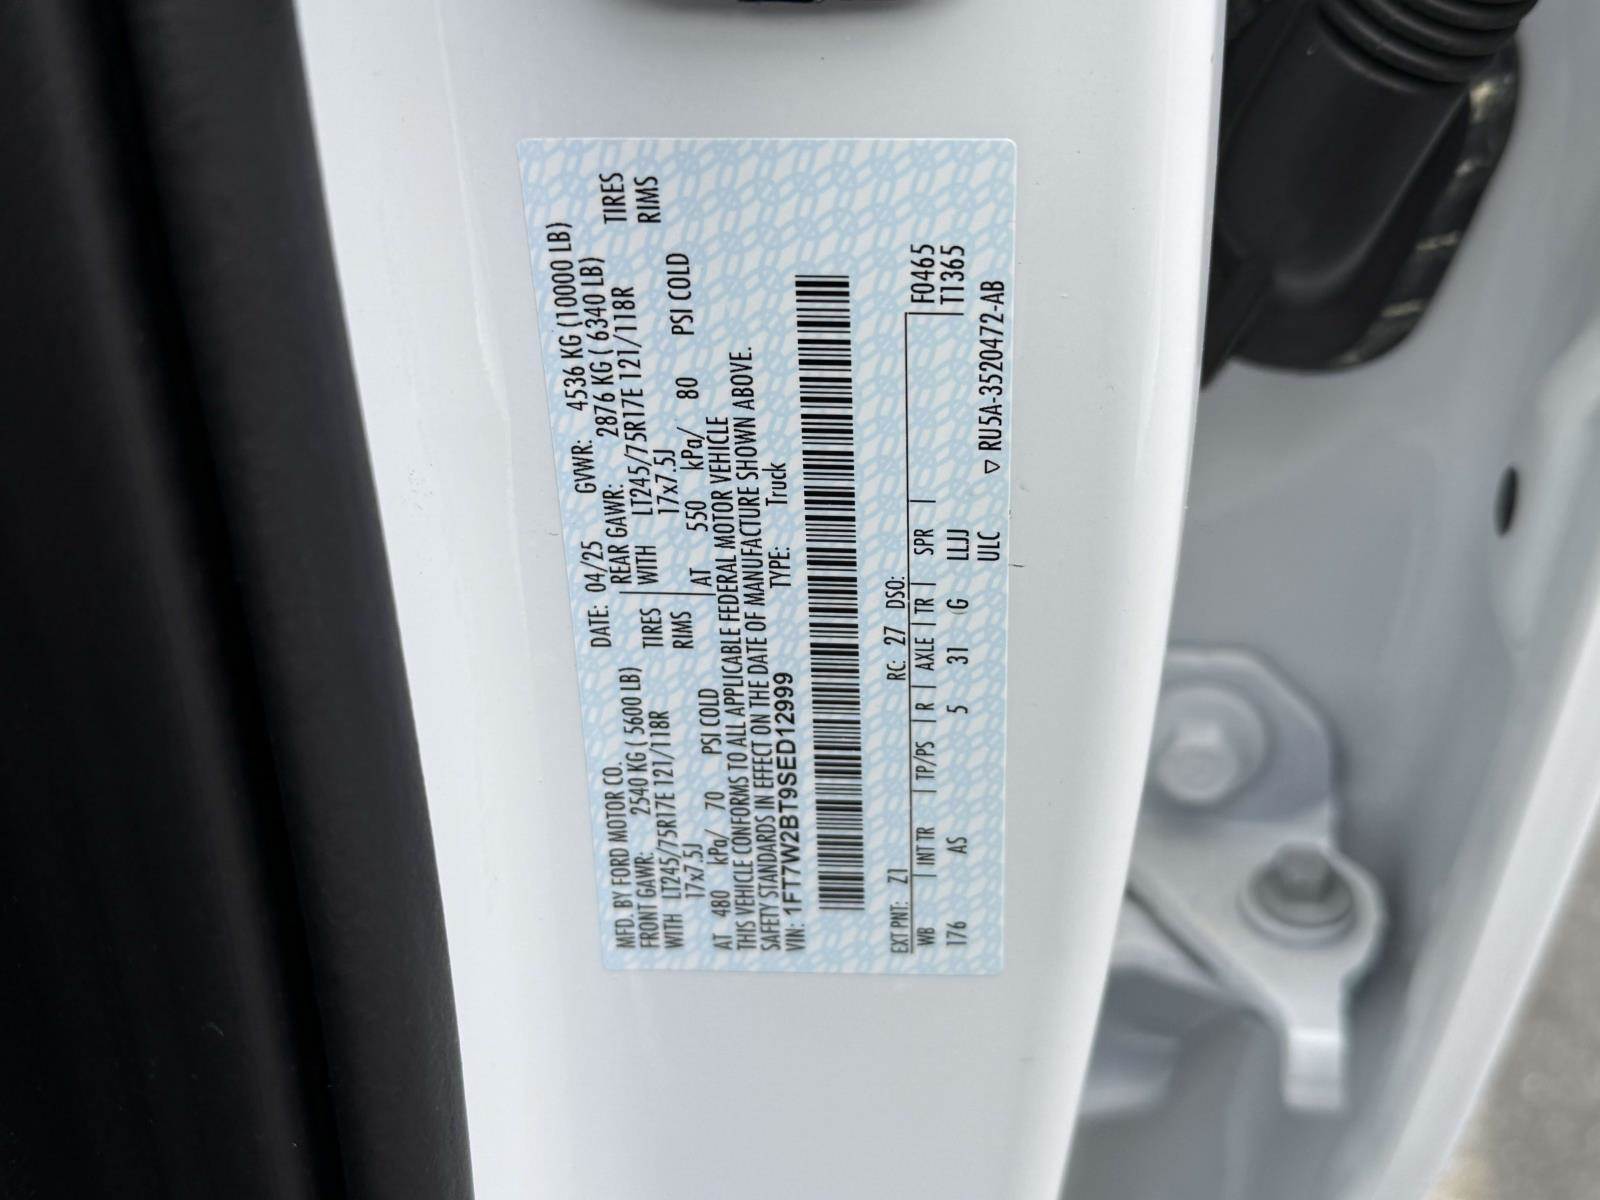 MFD. BY FORD MOTOR CO.
DATE: 04/25 GVWR: 4536 KG (10000 LB)
FRONT GAWR: 2540 KG ( 5600 LB)
REAR GAWR: 2876 KG ( 6340 LB)
WITH LT245/75R17E 121/118R TIRES
WITH LT245/75R17E 121/118R TIRES
17x7.5J RIMS
17x7.5J RIMS
AT 480 kPa/ 70 PSI COLD
AT 550 kPa/ 80 PSI COLD
THIS VEHICLE CONFORMS TO ALL APPLICABLE FEDERAL MOTOR VEHICLE
SAFETY STANDARDS IN EFFECT ON THE DATE OF MANUFACTURE SHOWN ABOVE.
VIN: 1FT7W2BT9SED12999 TYPE: Truck
EXT PNT: Z1 RC: 27 DSO: F0465
WB | INT TR | TP/PS | R | AXLE | TR | SPR | T1365
176 AS 5 31 G LLJJ
ULC ▽ RU5A-3520472-AB